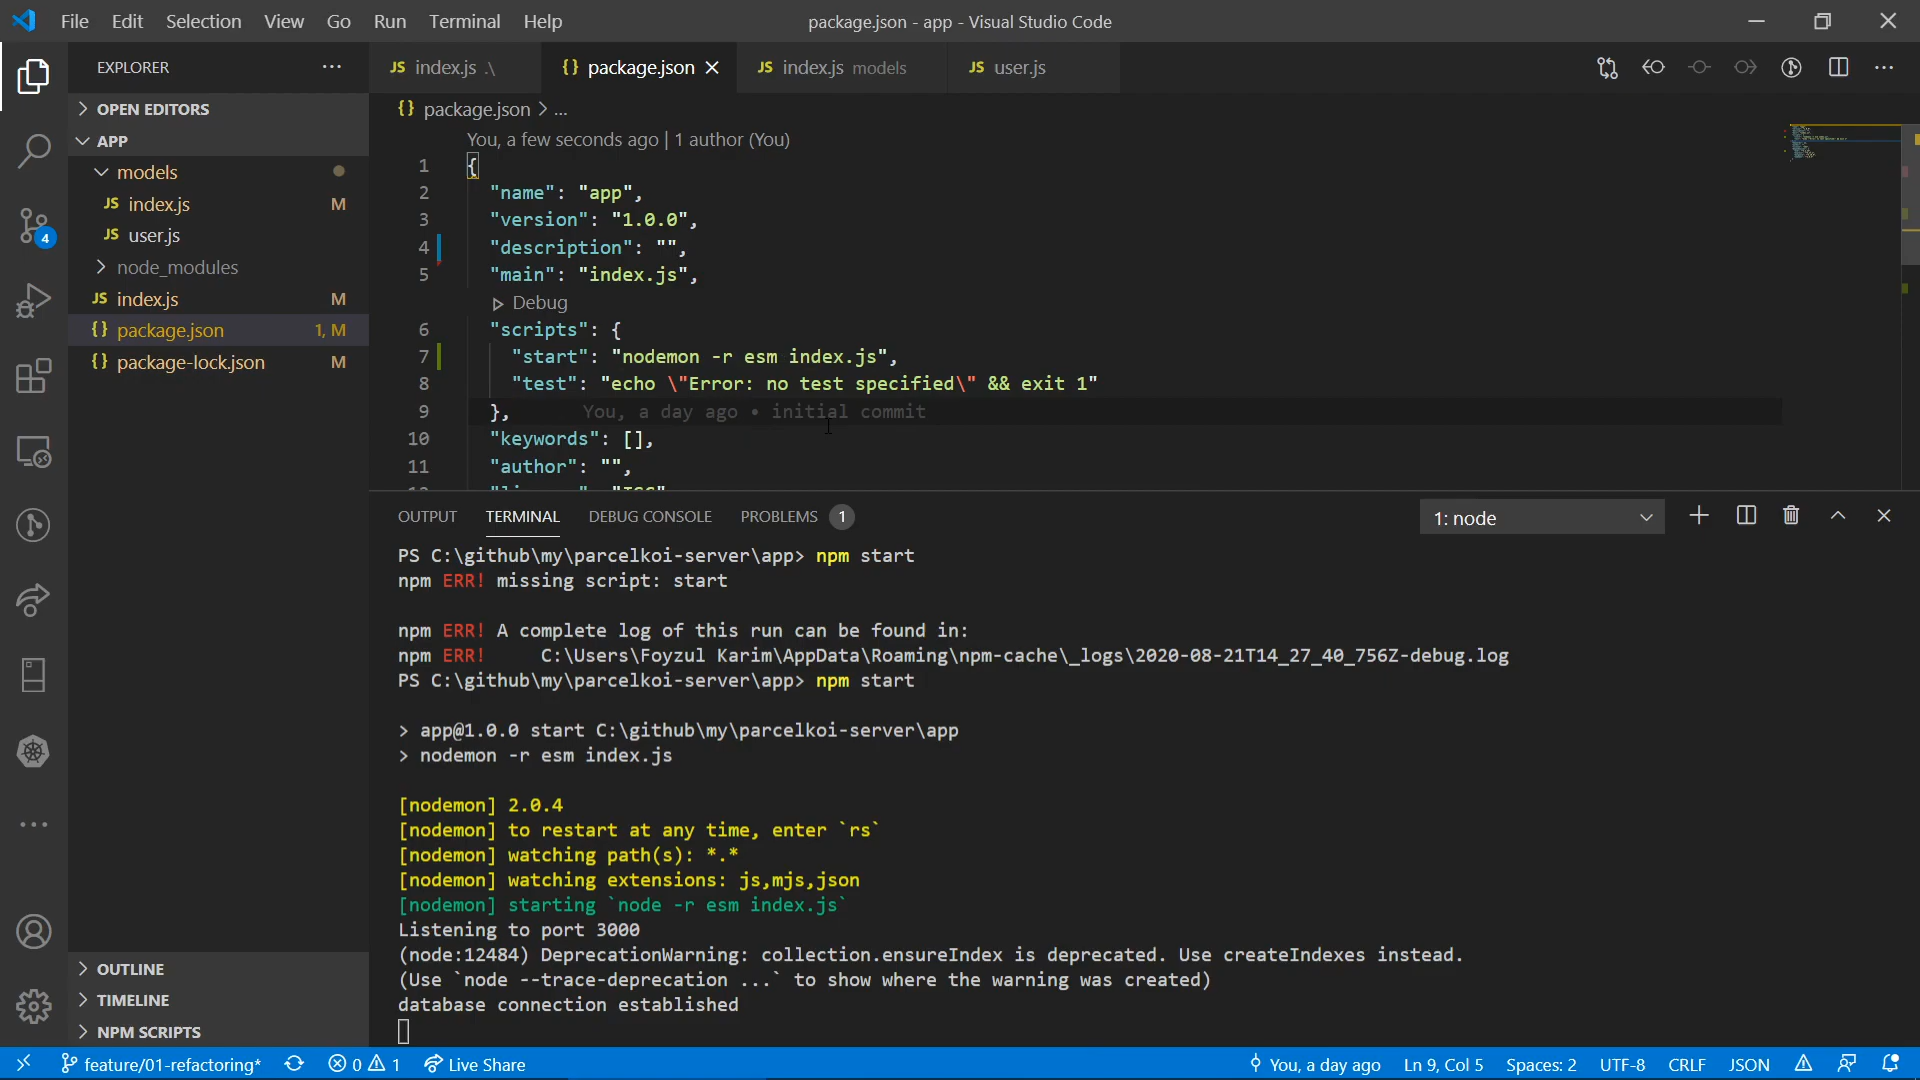 File Edit Selection View Go Run Terminal Help
package.json - app - Visual Studio Code
EXPLORER
JS index.js .\
{} package.json
JS index.js models
JS user.js
OPEN EDITORS
APP
models
JS index.js M
JS user.js
node_modules
JS index.js M
{} package.json 1, M
{} package-lock.json M
4
OUTLINE
TIMELINE
NPM SCRIPTS
{} package.json > ...
You, a few seconds ago | 1 author (You)
1 {
2 "name": "app",
3 "version": "1.0.0",
4 "description": "",
5 "main": "index.js",
Debug
6 "scripts": {
7 "start": "nodemon -r esm index.js",
8 "test": "echo \"Error: no test specified\" && exit 1"
9 }, You, a day ago • initial commit
10 "keywords": [],
11 "author": "",
OUTPUT TERMINAL DEBUG CONSOLE PROBLEMS 1
1: node
PS C:\github\my\parcelkoi-server\app> npm start
npm ERR! missing script: start
npm ERR! A complete log of this run can be found in:
npm ERR! C:\Users\Foyzul Karim\AppData\Roaming\npm-cache\_logs\2020-08-21T14_27_40_756Z-debug.log
PS C:\github\my\parcelkoi-server\app> npm start
> app@1.0.0 start C:\github\my\parcelkoi-server\app
> nodemon -r esm index.js
[nodemon] 2.0.4
[nodemon] to restart at any time, enter `rs`
[nodemon] watching path(s): *.*
[nodemon] watching extensions: js,mjs,json
[nodemon] starting `node -r esm index.js`
Listening to port 3000
(node:12484) DeprecationWarning: collection.ensureIndex is deprecated. Use createIndexes instead.
(Use `node --trace-deprecation ...` to show where the warning was created)
database connection established
feature/01-refactoring* 0 1 Live Share
You, a day ago Ln 9, Col 5 Spaces: 2 UTF-8 CRLF JSON